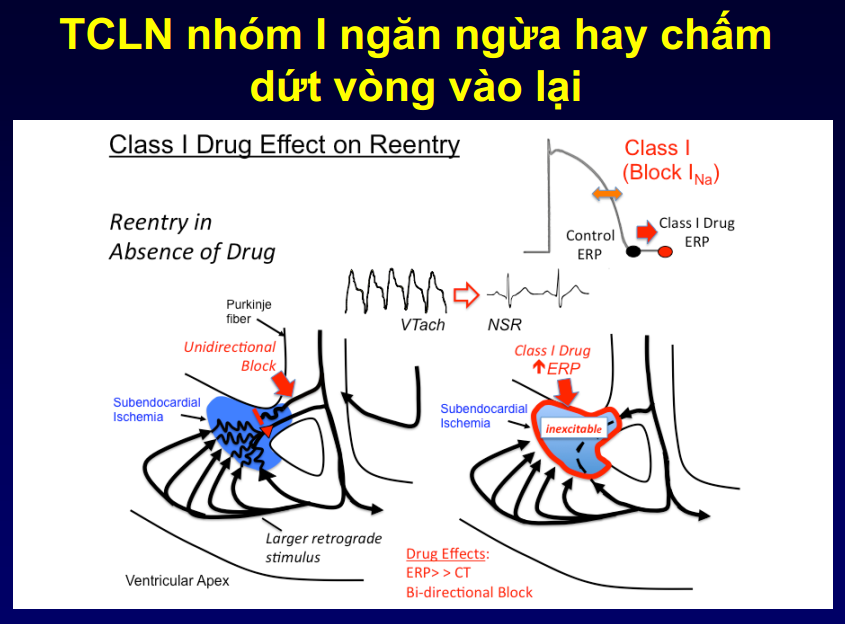 TCLN nhóm I ngăn ngừa hay chấm
dứt vòng vào lại
Class I Drug Effect on Reentry
Class I
(Block INa)
Reentry in
Absence of Drug
Control
ERP
Class I Drug
ERP
VTach
NSR
Purkinje
fiber
Unidirectional
Block
Subendocardial
Ischemia
Larger retrograde
stimulus
Ventricular Apex
Class I Drug
ERP
Subendocardial
Ischemia
inexcitable
Drug Effects:
ERP> > CT
Bi-directional Block